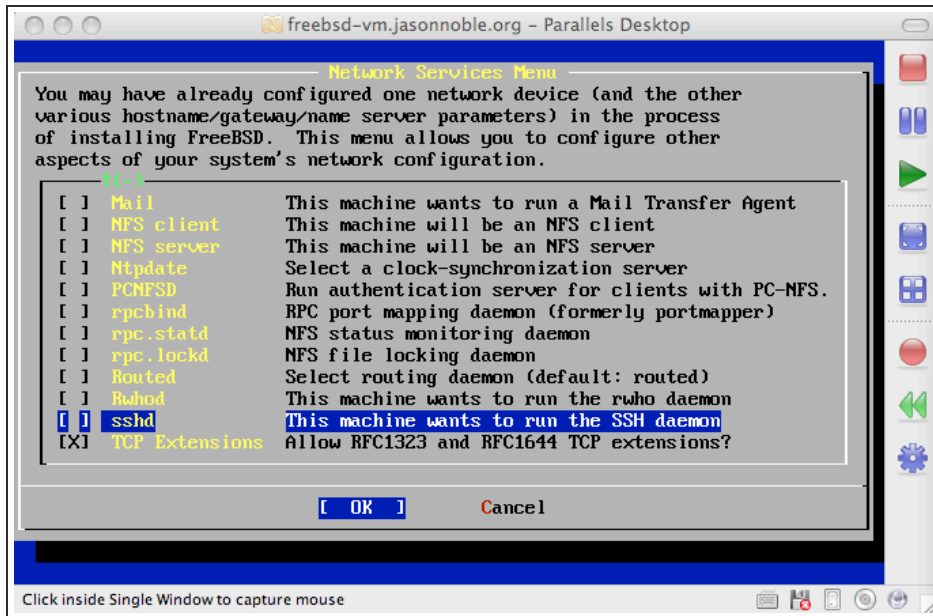 freebsd-vm.jasonnoble.org - Parallels Desktop
Network Services Menu
You may have already configured one network device (and the other
various hostname/gateway/name server parameters) in the process
of installing FreeBSD.  This menu allows you to configure other
aspects of your system's network configuration.
↑(-)
[ ] Mail This machine wants to run a Mail Transfer Agent
[ ] NFS client This machine will be an NFS client
[ ] NFS server This machine will be an NFS server
[ ] Ntpdate Select a clock-synchronization server
[ ] PCNFSD Run authentication server for clients with PC-NFS.
[ ] rpcbind RPC port mapping daemon (formerly portmapper)
[ ] rpc.statd NFS status monitoring daemon
[ ] rpc.lockd NFS file locking daemon
[ ] Routed Select routing daemon (default: routed)
[ ] Rwhod This machine wants to run the rwho daemon
[ ] sshd This machine wants to run the SSH daemon
[X] TCP Extensions Allow RFC1323 and RFC1644 TCP extensions?
[ OK ] Cancel
Click inside Single Window to capture mouse